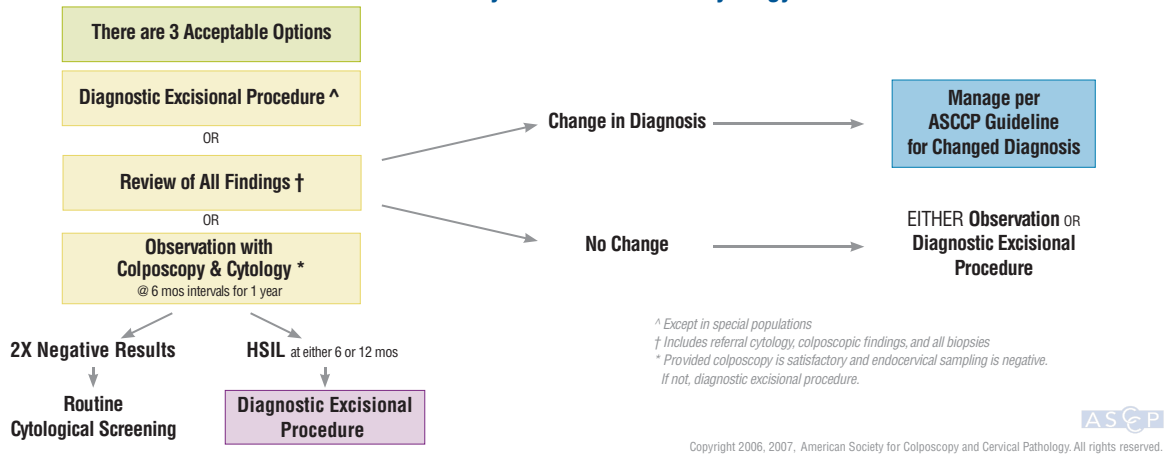 There are 3 Acceptable Options
Diagnostic Excisional Procedure ^
OR
Review of All Findings †
OR
Observation with
Colposcopy & Cytology *
@ 6 mos intervals for 1 year
2X Negative Results
HSIL at either 6 or 12 mos
Routine
Cytological Screening
Diagnostic Excisional
Procedure
Change in Diagnosis
Manage per
ASCCP Guideline
for Changed Diagnosis
No Change
EITHER Observation OR
Diagnostic Excisional
Procedure
^ Except in special populations
† Includes referral cytology, colposcopic findings, and all biopsies
* Provided colposcopy is satisfactory and endocervical sampling is negative.
If not, diagnostic excisional procedure.
ASCCP
Copyright 2006, 2007, American Society for Colposcopy and Cervical Pathology. All rights reserved.